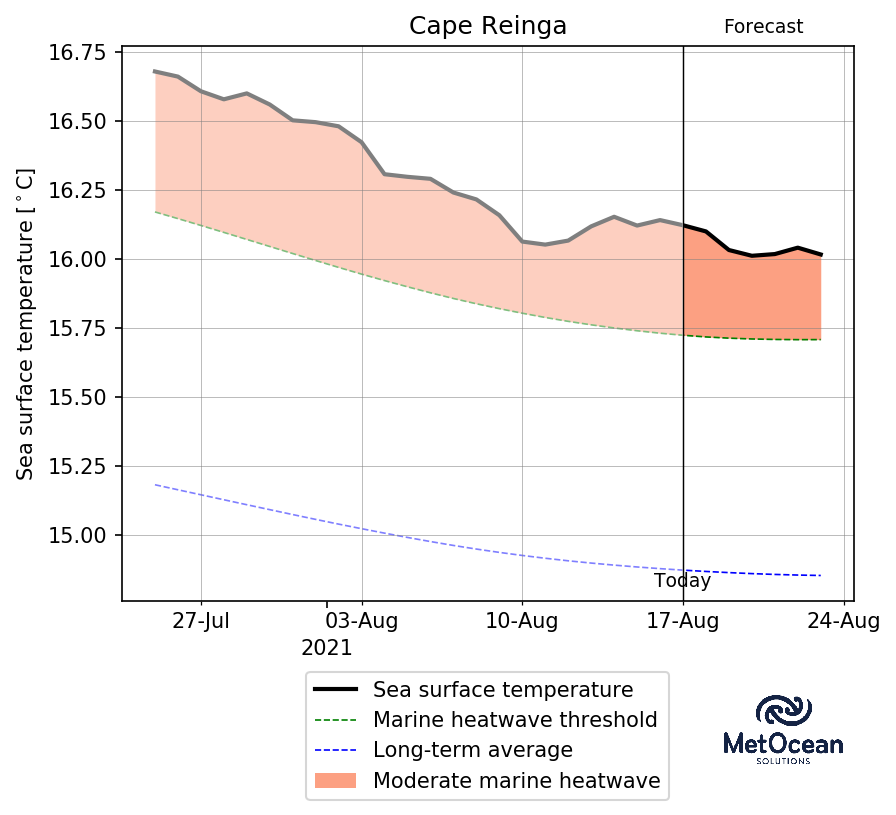 Cape Reinga
Forecast
16.75
16.50
16.25
16.00
15.75
15.50
15.25
15.00
Sea surface temperature [°C]
Today
27-Jul
03-Aug
10-Aug
17-Aug
24-Aug
2021
Sea surface temperature
Marine heatwave threshold
Long-term average
Moderate marine heatwave
MetOcean
SOLUTIONS